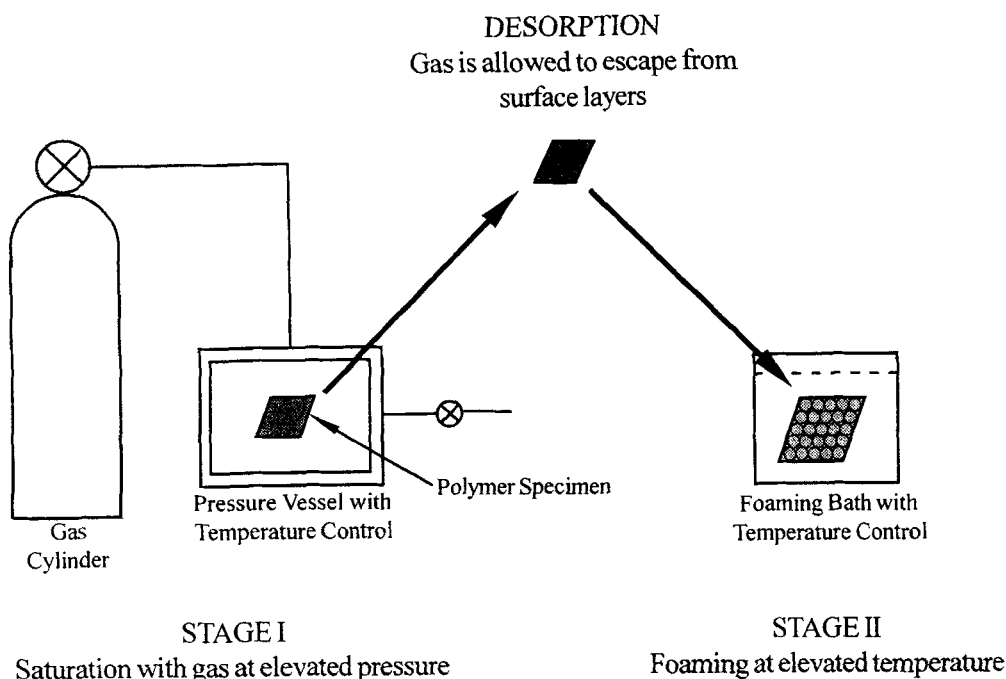 DESORPTION
Gas is allowed to escape from
surface layers
Polymer Specimen
Pressure Vessel with
Temperature Control
Gas
Cylinder
Foaming Bath with
Temperature Control
STAGE I
Saturation with gas at elevated pressure
STAGE II
Foaming at elevated temperature